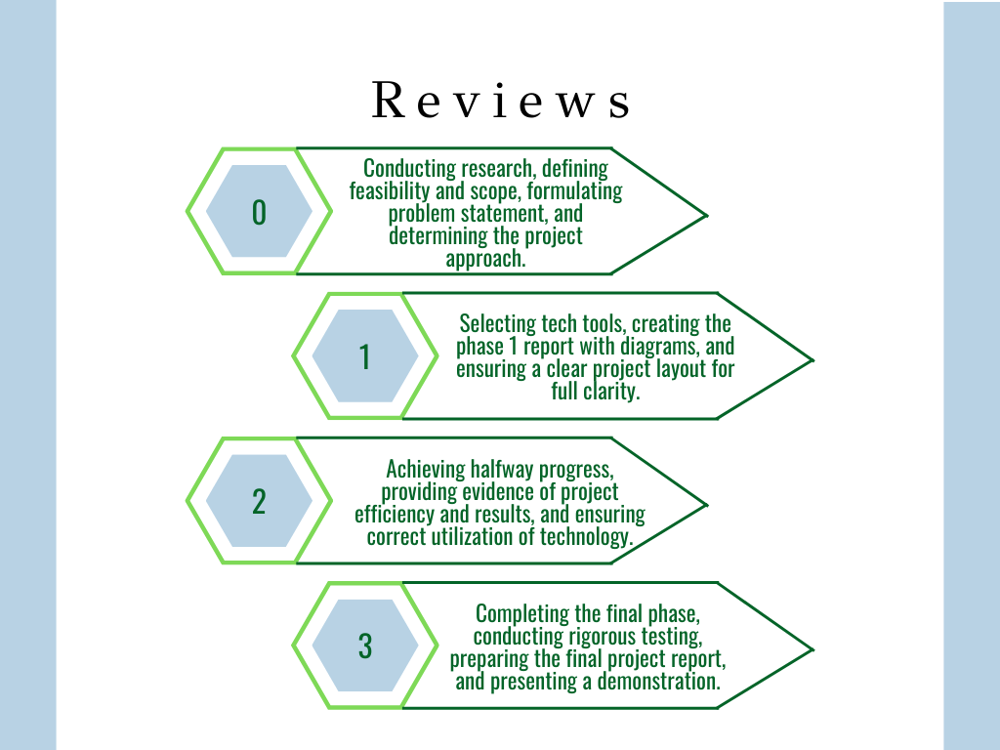 Reviews
0
Conducting research, defining
feasibility and scope, formulating
problem statement, and
determining the project
approach.
1
Selecting tech tools, creating the
phase 1 report with diagrams, and
ensuring a clear project layout for
full clarity.
2
Achieving halfway progress,
providing evidence of project
efficiency and results, and ensuring
correct utilization of technology.
3
Completing the final phase,
conducting rigorous testing,
preparing the final project report,
and presenting a demonstration.